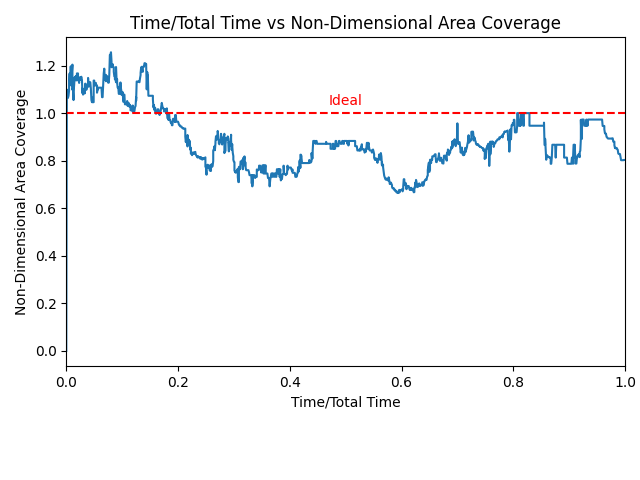 Time/Total Time vs Non-Dimensional Area Coverage
Non-Dimensional Area Coverage
1.2
1.0
0.8
0.6
0.4
0.2
0.0
Ideal
0.0 0.2 0.4 0.6 0.8 1.0
Time/Total Time